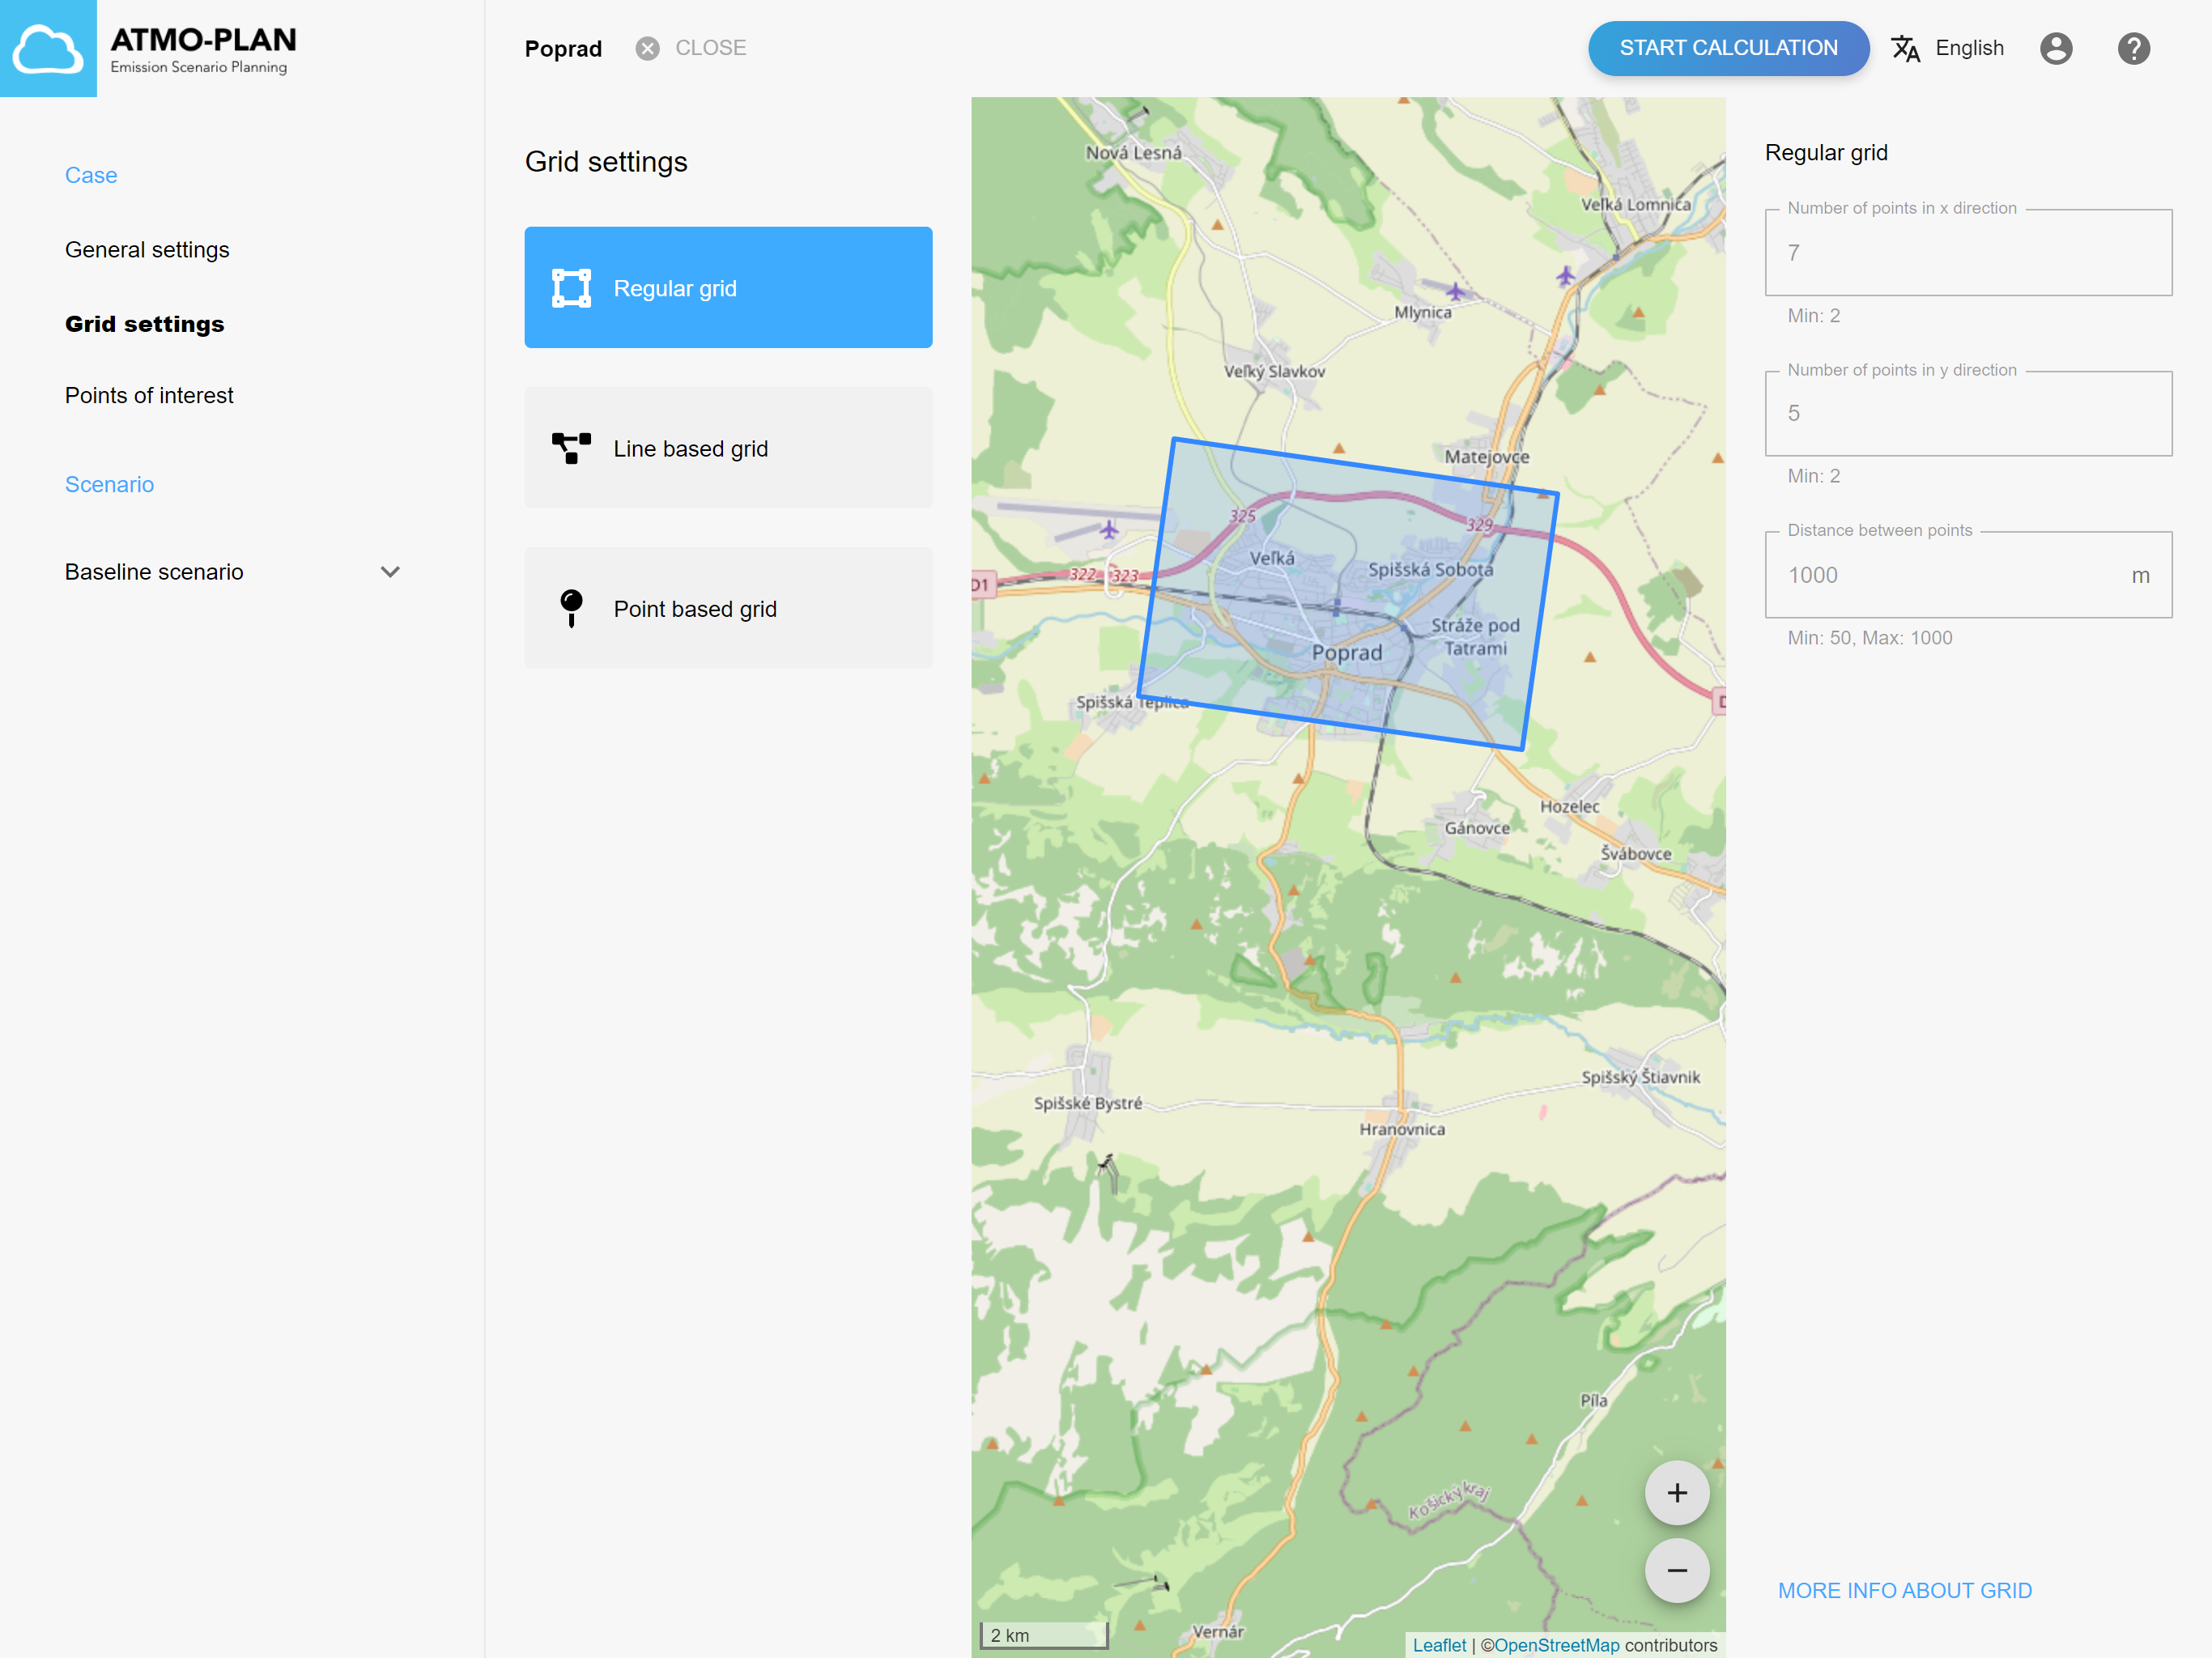 ATMO-PLAN
Emission Scenario Planning
Poprad
CLOSE
START CALCULATION
English
Case
General settings
Grid settings
Points of interest
Scenario
Baseline scenario
Grid settings
Regular grid
Line based grid
Point based grid
Nová Lesná
Veľká Lomnica
Mlynica
Veľký Slavkov
Matejovce
325
329
Veľká
Spišská Sobota
D1
322
323
Stráže pod
Tatrami
Poprad
Spišská Teplica
Hozelec
Gánovce
Švábovce
Spišský Štiavnik
Spišské Bystré
Hranovnica
Píla
Košický kraj
Vernár
+
−
2 km
Leaflet | ©OpenStreetMap contributors
Regular grid
Number of points in x direction
7
Min: 2
Number of points in y direction
5
Min: 2
Distance between points
1000 m
Min: 50, Max: 1000
MORE INFO ABOUT GRID